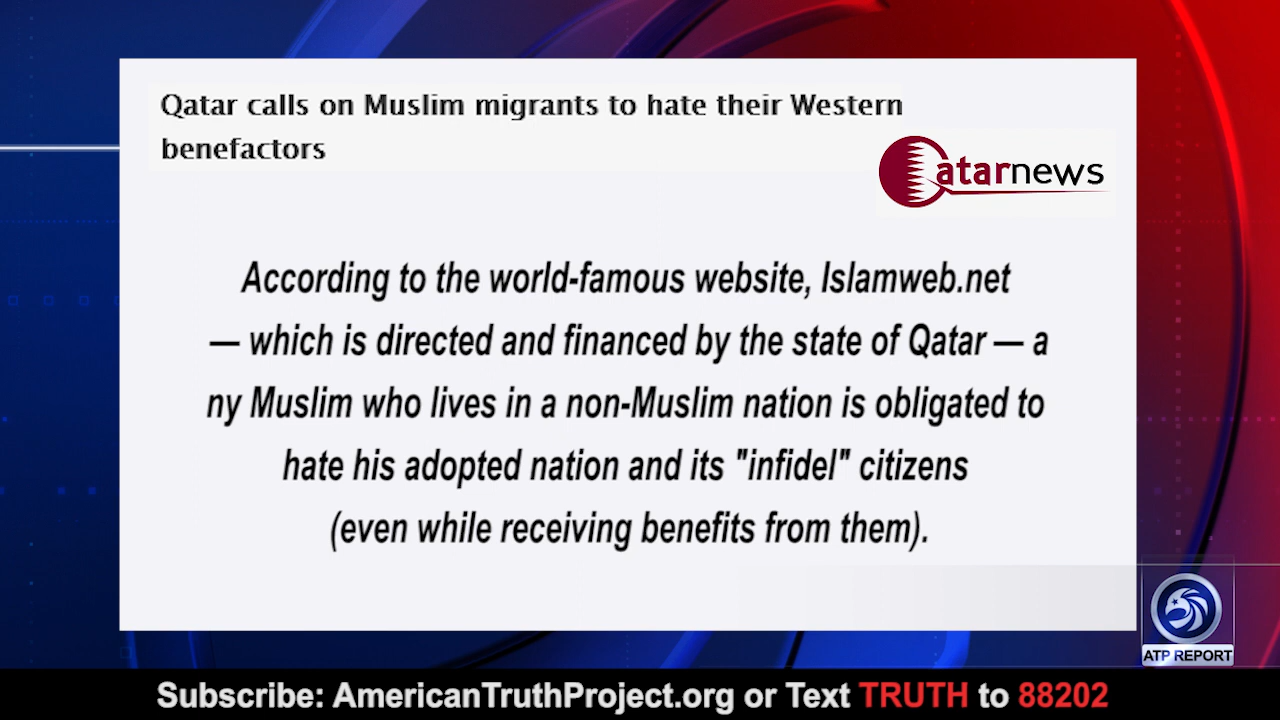 Qatar calls on Muslim migrants to hate their Western
benefactors
atarnews
According to the world-famous website, Islamweb.net
— which is directed and financed by the state of Qatar — a
ny Muslim who lives in a non-Muslim nation is obligated to
hate his adopted nation and its "infidel" citizens
(even while receiving benefits from them).
ATP REPORT
Subscribe: AmericanTruthProject.org or Text TRUTH to 88202